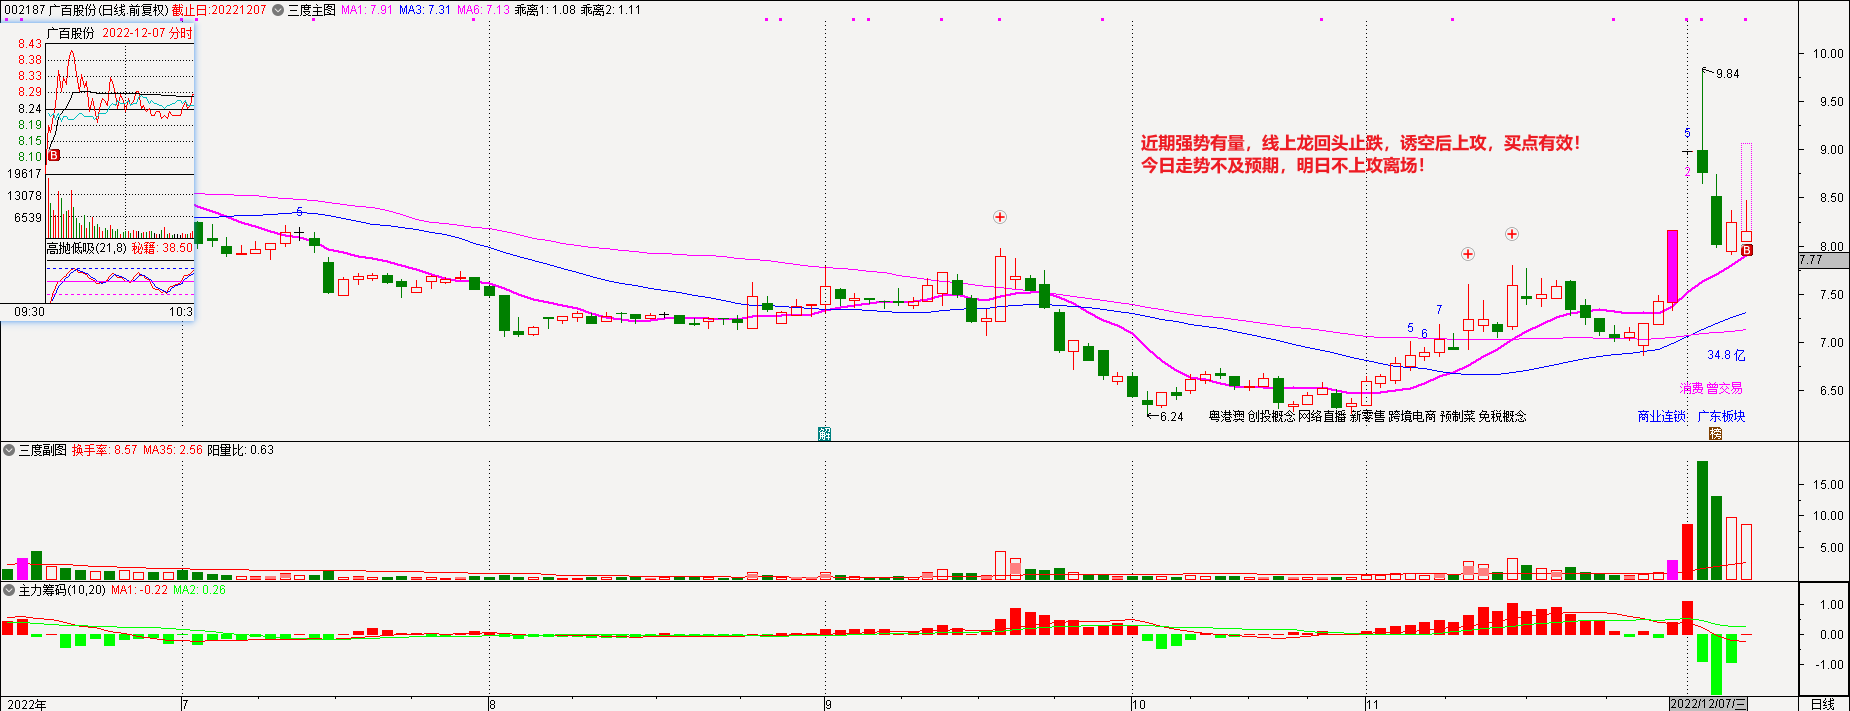 002187 广百股份(日线.前复权) 截止日:20221207 三度主图 MA1: 7.91 MA3: 7.31 MA6: 7.13 乖离1: 1.08 乖离2: 1.11
广百股份 2022-12-07 分时
8.43
8.38
8.33
8.29
8.24
8.19
8.15
8.10
B
19617
13078
6539
高抛低吸(21,8) 秘籍: 38.50
09:30 10:3
10.00
9.84
9.50
近期强势有量，线上龙回头止跌，诱空后上攻，买点有效！
今日走势不及预期，明日不上攻离场！
5
9.00
2
8.50
5
8.00
B
7.77
7.50
7
5
6
7.00
34.8 亿
消费 曾交易
6.50
6.24
粤港澳 创投概念 网络直播 新零售 跨境电商 预制菜 免税概念
商业连锁 广东板块
解
榜
三度副图 换手率: 8.57 MA35: 2.56 阳量比: 0.63
15.00
10.00
5.00
主力筹码(10,20) MA1: -0.22 MA2: 0.26
1.00
0.00
-1.00
2022年 7 8 9 10 11 2022/12/07/三 日线